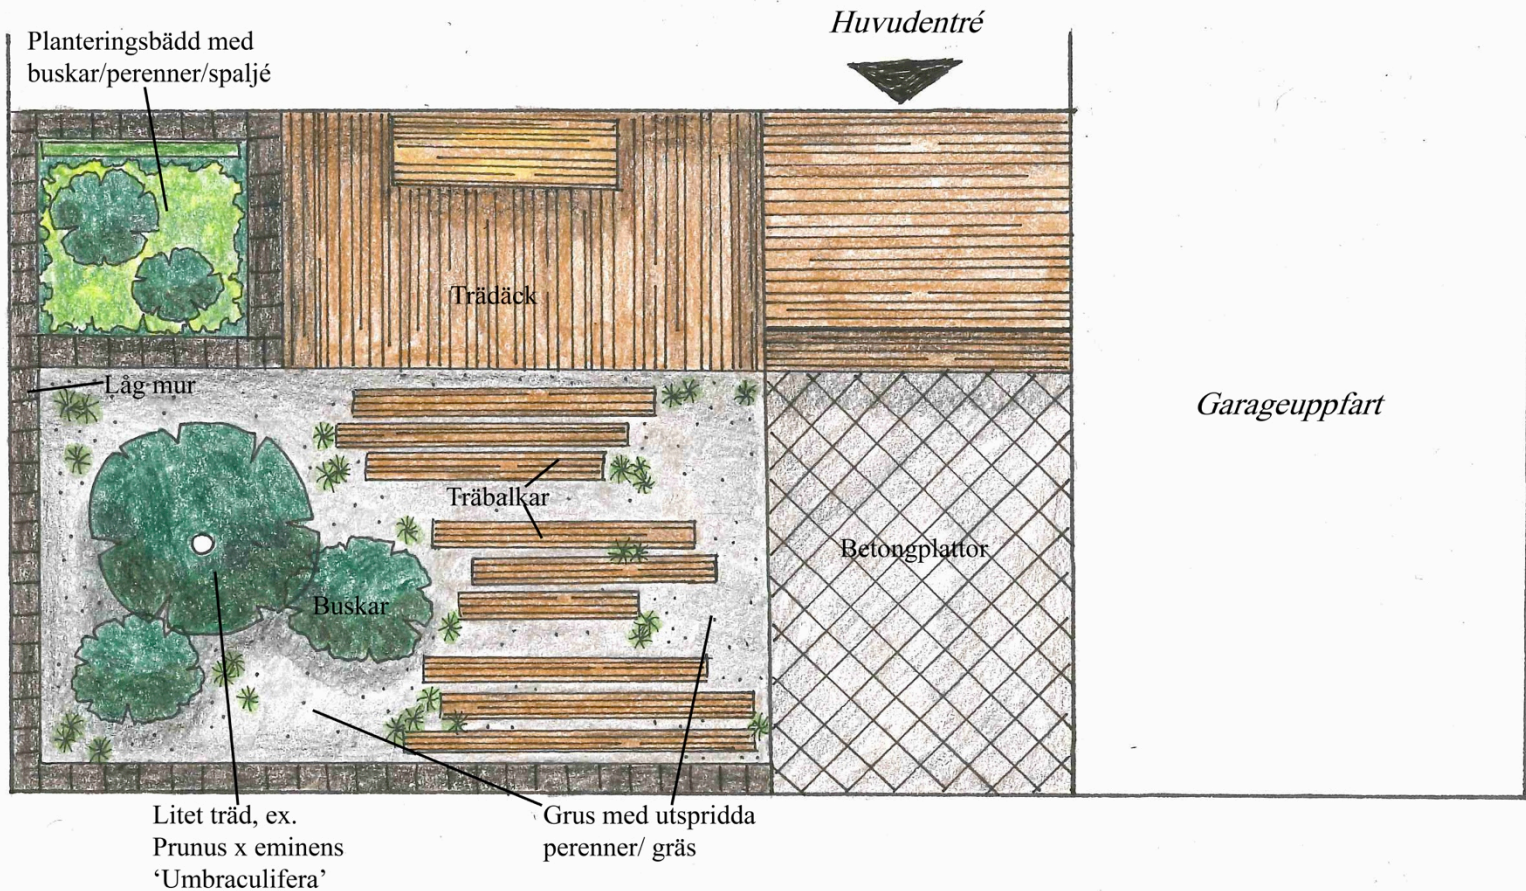 Huvudentré
Planteringsbädd med
buskar/perenner/spaljé
Trädäck
Låg mur
Garageuppfart
Träbalkar
Betongplattor
Buskar
Litet träd, ex.
Prunus x eminens
‘Umbraculifera’
Grus med utspridda
perenner/ gräs